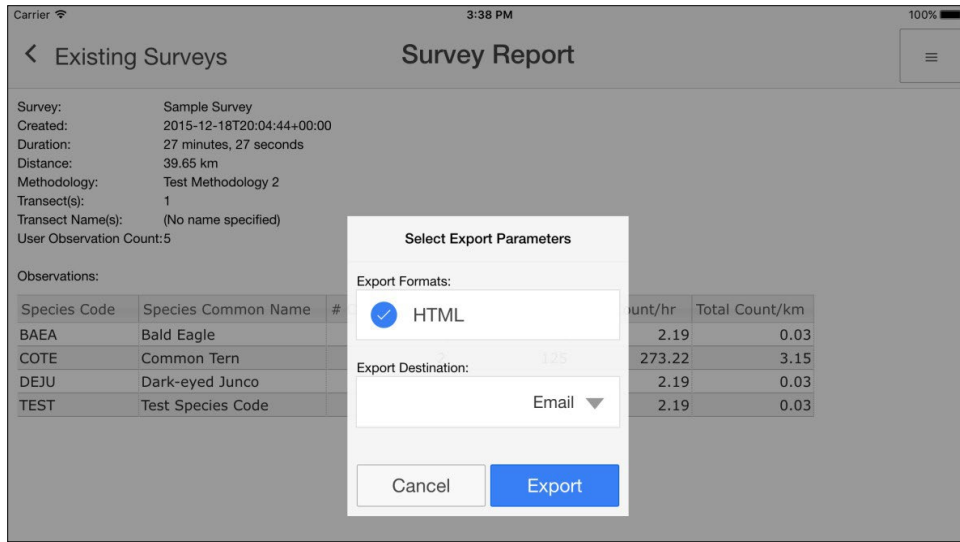 Carrier 3:38 PM 100%
Existing Surveys Survey Report
Survey: Sample Survey
Created: 2015-12-18T20:04:44+00:00
Duration: 27 minutes, 27 seconds
Distance: 39.65 km
Methodology: Test Methodology 2
Transect(s): 1
Transect Name(s): (No name specified)
User Observation Count:5
Observations:
Species Code Species Common Name # ount/hr Total Count/km
BAEA Bald Eagle 2.19 0.03
COTE Common Tern 2 125 273.22 3.15
DEJU Dark-eyed Junco 2.19 0.03
TEST Test Species Code 2.19 0.03
Select Export Parameters
Export Formats:
HTML
Export Destination:
Email
Cancel Export